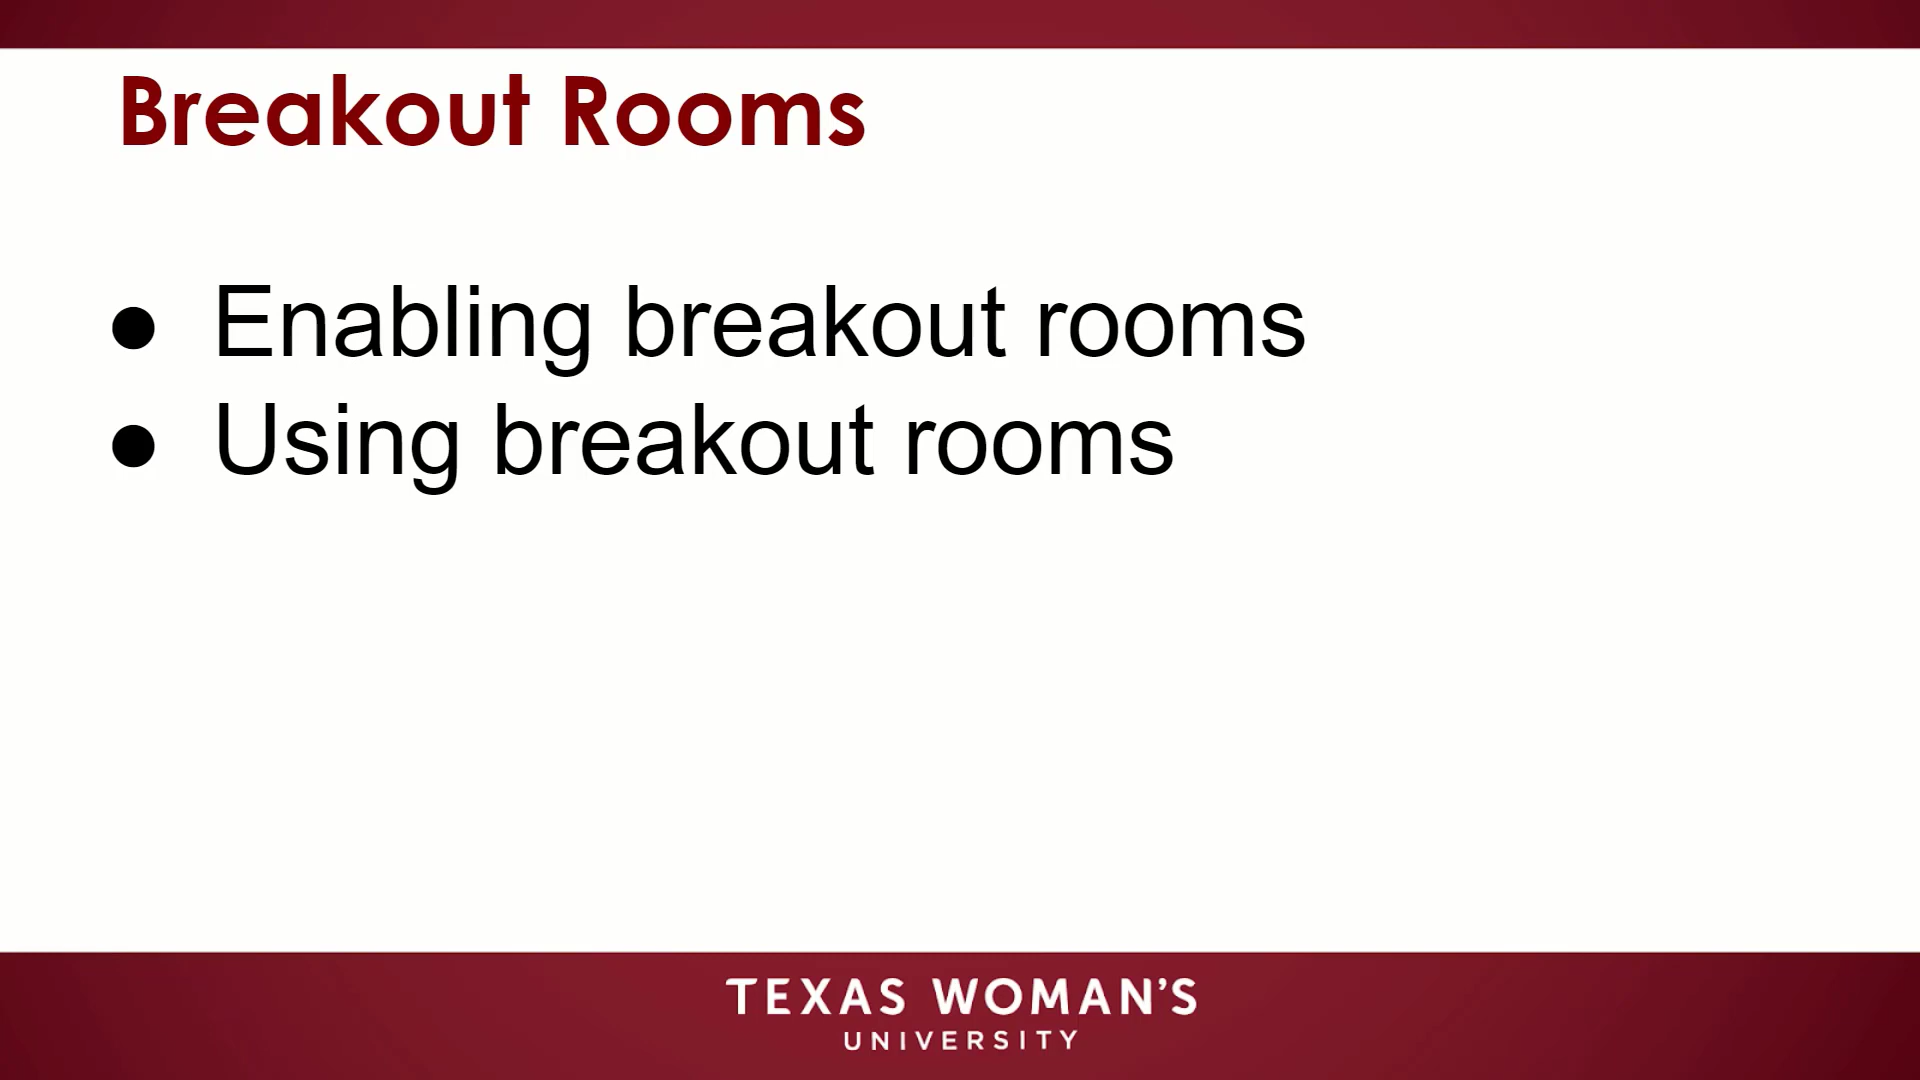 Breakout Rooms
● Enabling breakout rooms
● Using breakout rooms
TEXAS WOMAN'S
UNIVERSITY